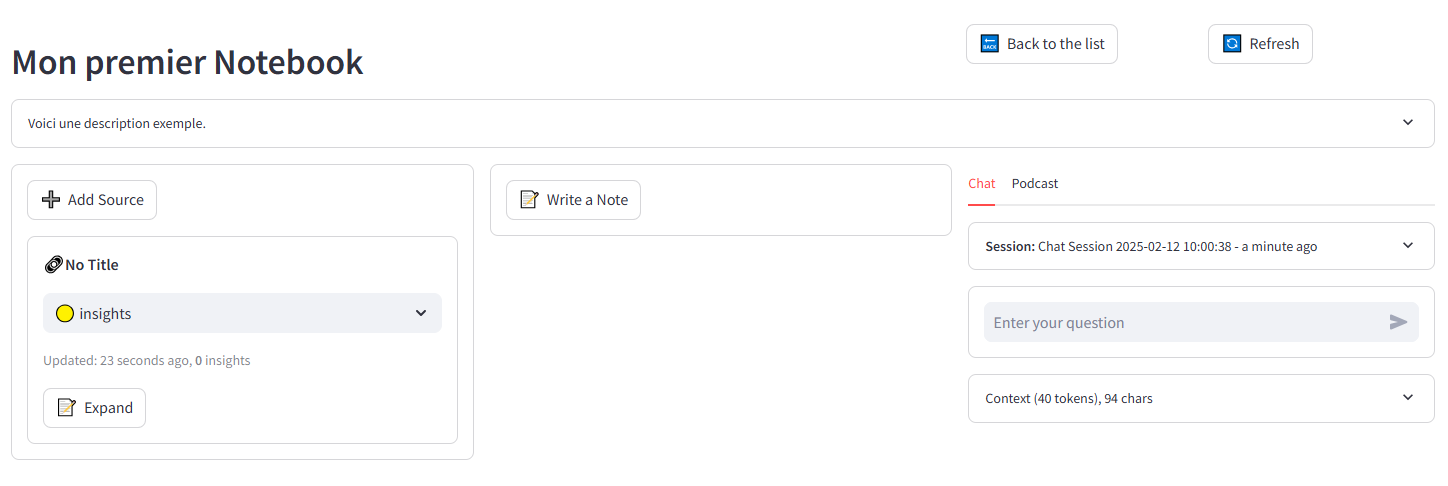 Mon premier Notebook
BACK Back to the list
Refresh
Voici une description exemple.
Add Source
No Title
insights
Updated: 23 seconds ago, 0 insights
Expand
Write a Note
Chat Podcast
Session: Chat Session 2025-02-12 10:00:38 - a minute ago
Enter your question
Context (40 tokens), 94 chars